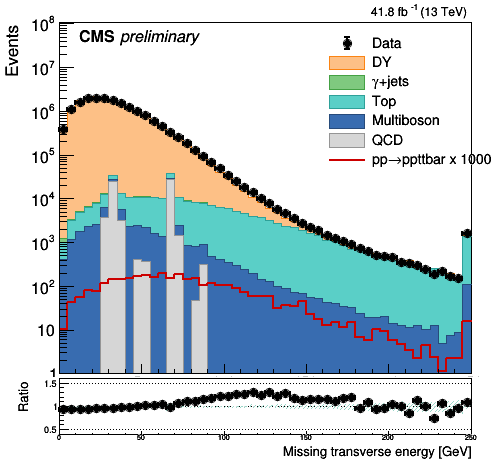 41.8 fb⁻¹ (13 TeV)
CMS preliminary
Events
10⁸
10⁷
10⁶
10⁵
10⁴
10³
10²
10
1
Data
DY
γ+jets
Top
Multiboson
QCD
pp→ppttbar x 1000
Ratio
1.5
1
0.5
0 50 100 150 200 250
Missing transverse energy [GeV]